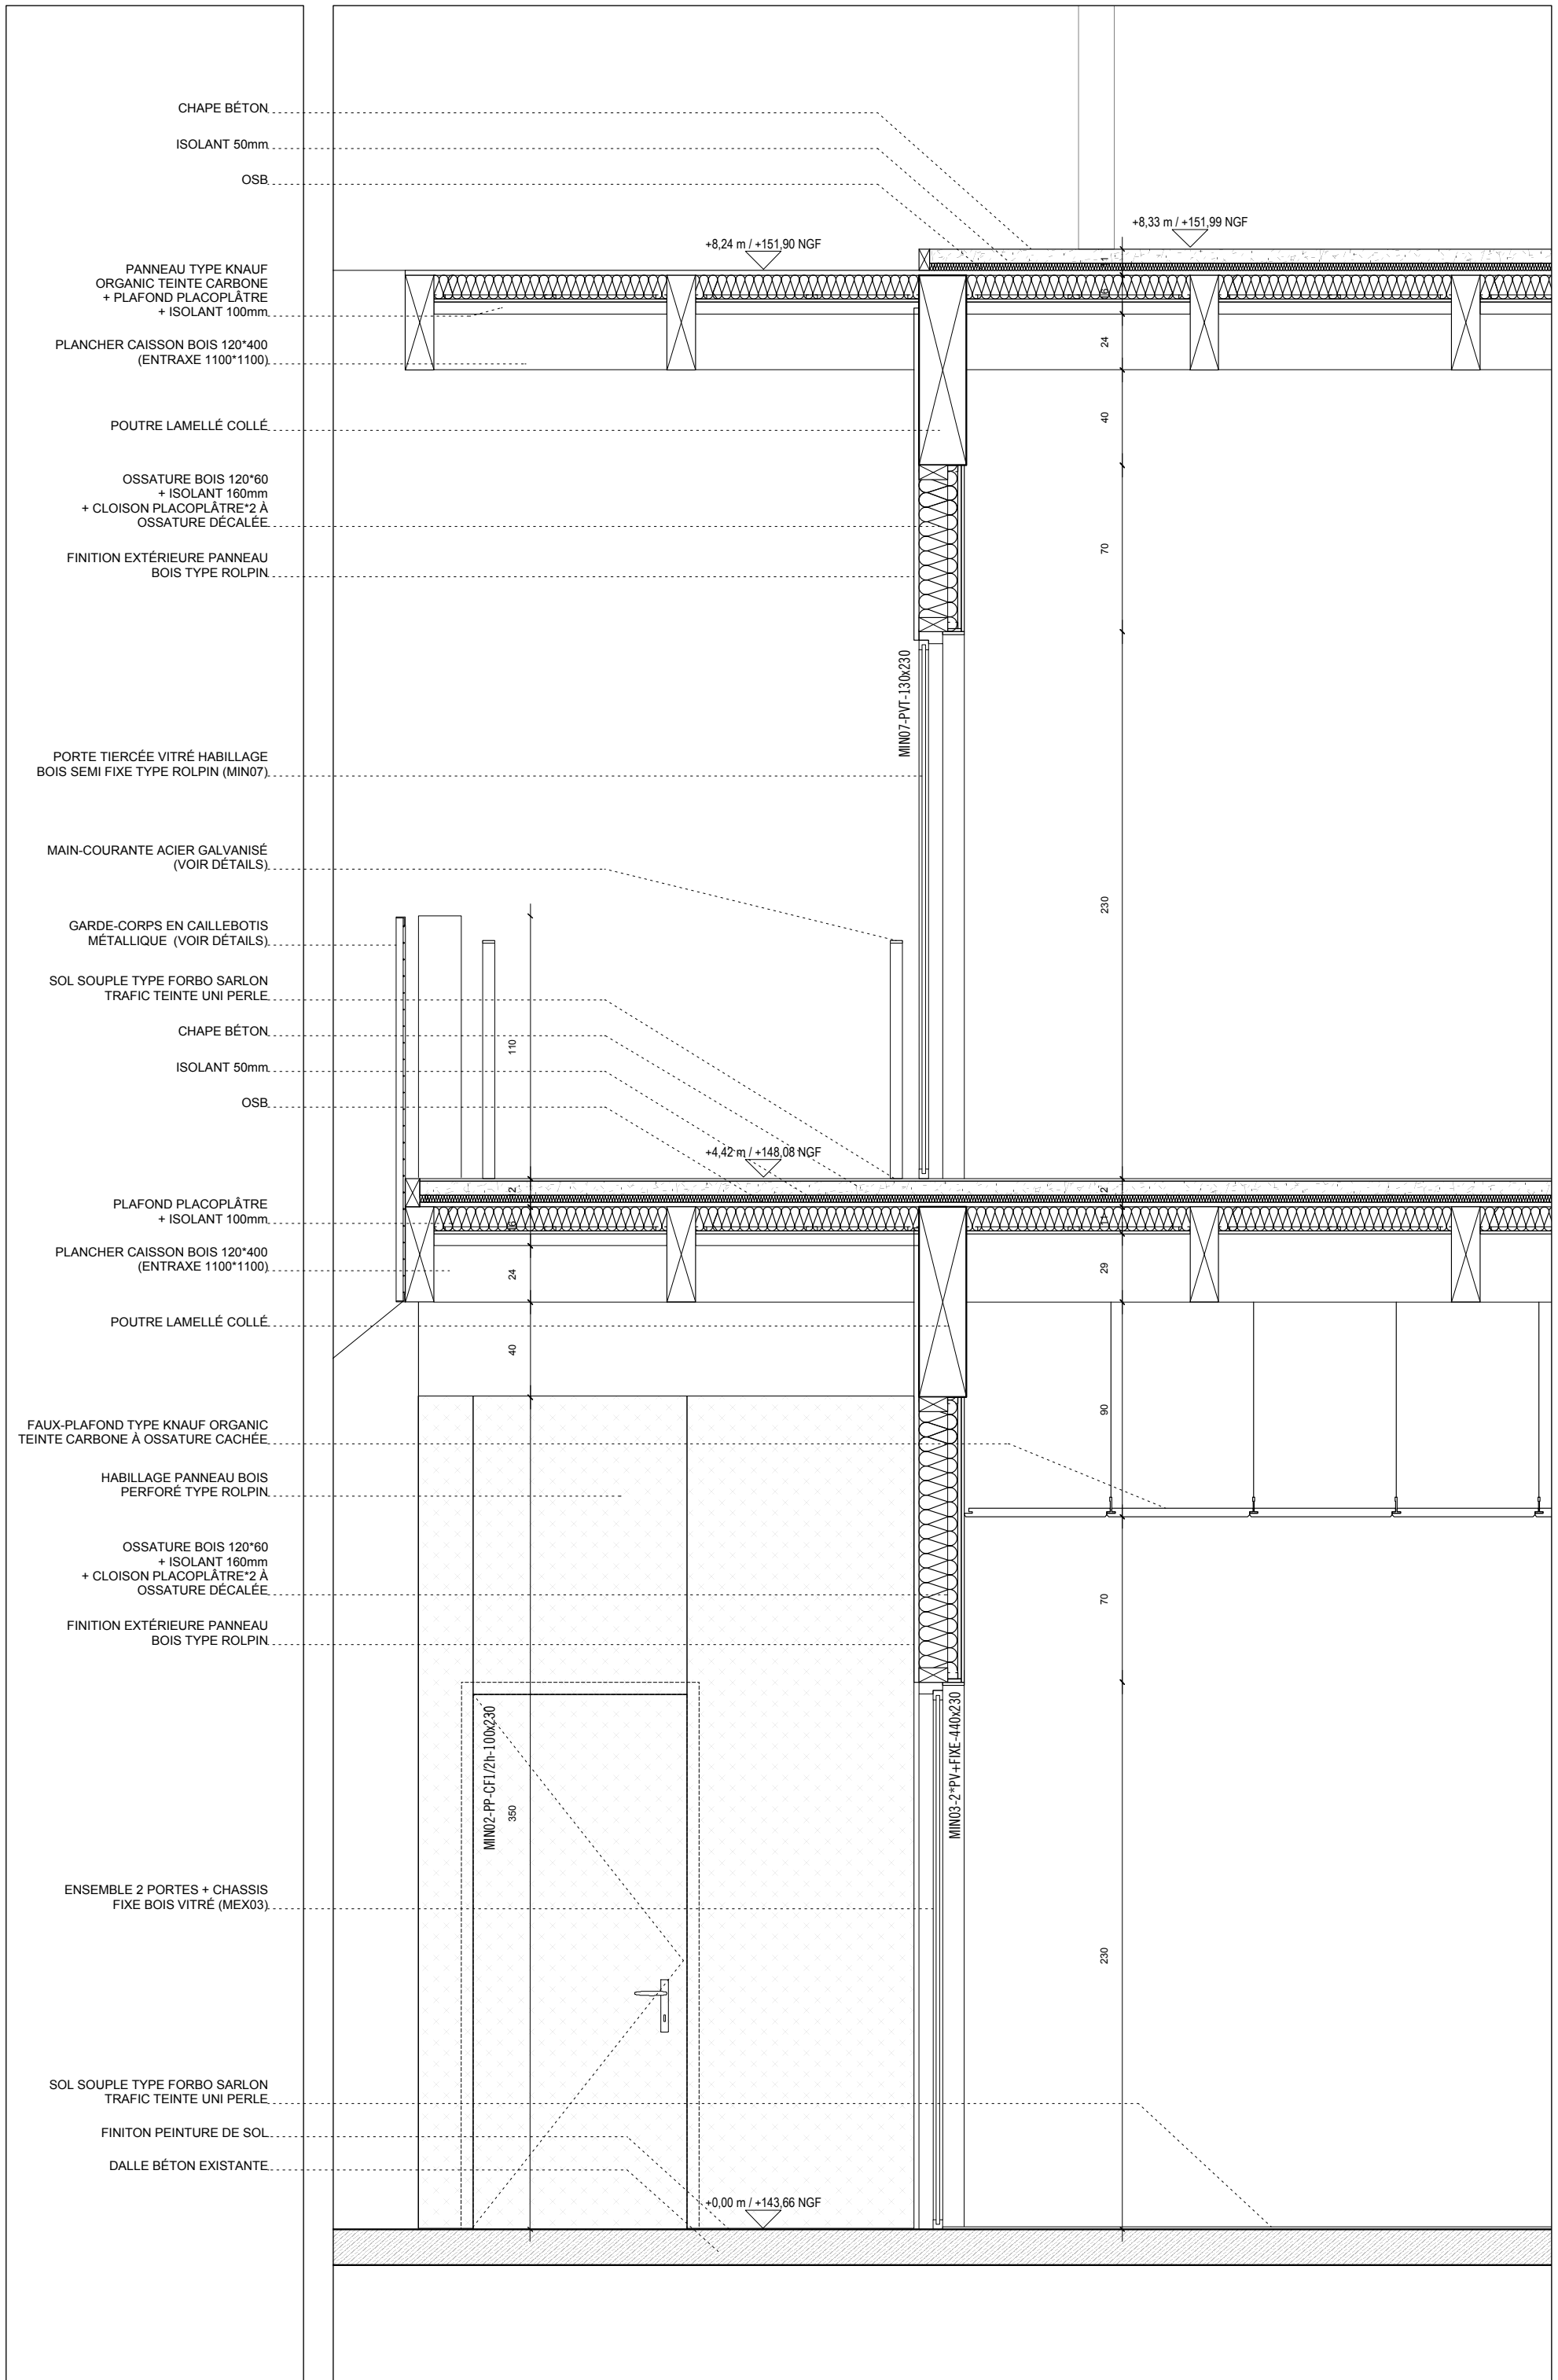 CHAPE BÉTON
ISOLANT 50mm
OSB
+8,33 m / +151,99 NGF
+8,24 m / +151,90 NGF
PANNEAU TYPE KNAUF
ORGANIC TEINTE CARBONE
+ PLAFOND PLACOPLÂTRE
+ ISOLANT 100mm
PLANCHER CAISSON BOIS 120*400
(ENTRAXE 1100*1100)
16
24
POUTRE LAMELLÉ COLLÉ
40
OSSATURE BOIS 120*60
+ ISOLANT 160mm
+ CLOISON PLACOPLÂTRE*2 À
OSSATURE DÉCALÉE
FINITION EXTÉRIEURE PANNEAU
BOIS TYPE ROLPIN
70
MIN07-PVT-130x230
PORTE TIERCÉE VITRÉ HABILLAGE
BOIS SEMI FIXE TYPE ROLPIN (MIN07)
MAIN-COURANTE ACIER GALVANISÉ
(VOIR DÉTAILS)
230
GARDE-CORPS EN CAILLEBOTIS
MÉTALLIQUE (VOIR DÉTAILS)
SOL SOUPLE TYPE FORBO SARLON
TRAFIC TEINTE UNI PERLE
CHAPE BÉTON
110
ISOLANT 50mm
OSB
+4,42 m / +148,08 NGF
PLAFOND PLACOPLÂTRE
+ ISOLANT 100mm
16
11
PLANCHER CAISSON BOIS 120*400
(ENTRAXE 1100*1100)
24
29
POUTRE LAMELLÉ COLLÉ
40
90
FAUX-PLAFOND TYPE KNAUF ORGANIC
TEINTE CARBONE À OSSATURE CACHÉE
HABILLAGE PANNEAU BOIS
PERFORÉ TYPE ROLPIN
OSSATURE BOIS 120*60
+ ISOLANT 160mm
+ CLOISON PLACOPLÂTRE*2 À
OSSATURE DÉCALÉE
70
FINITION EXTÉRIEURE PANNEAU
BOIS TYPE ROLPIN
MIN02-PP-CF1/2h-100x230
350
MIN03-2*PV+FIXE-440x230
ENSEMBLE 2 PORTES + CHASSIS
FIXE BOIS VITRÉ (MEX03)
230
SOL SOUPLE TYPE FORBO SARLON
TRAFIC TEINTE UNI PERLE
FINITON PEINTURE DE SOL
DALLE BÉTON EXISTANTE
+0,00 m / +143,66 NGF